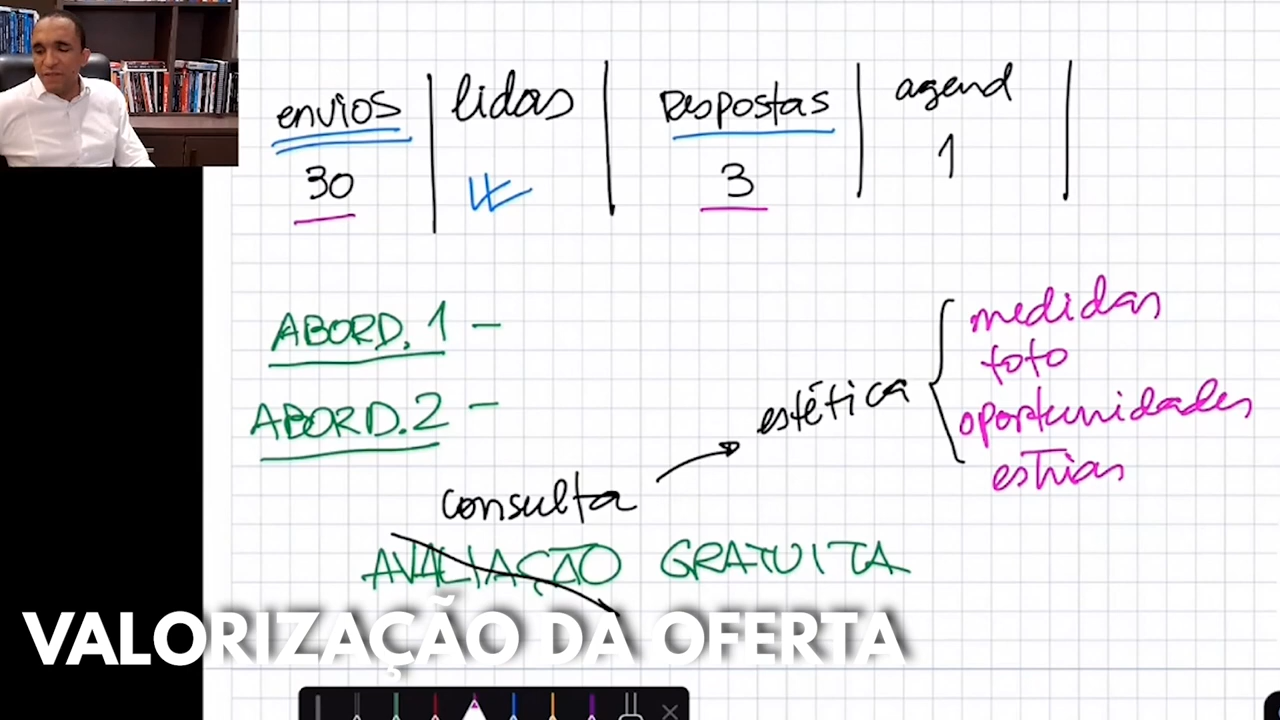 envios lidas Respostas agend
30 3 1
ABORD. 1 -
ABORD. 2 -
consulta
AVALIAÇÃO GRATUITA
estética
medidas
foto
oportunidades
estrias
VALORIZAÇÃO DA OFERTA